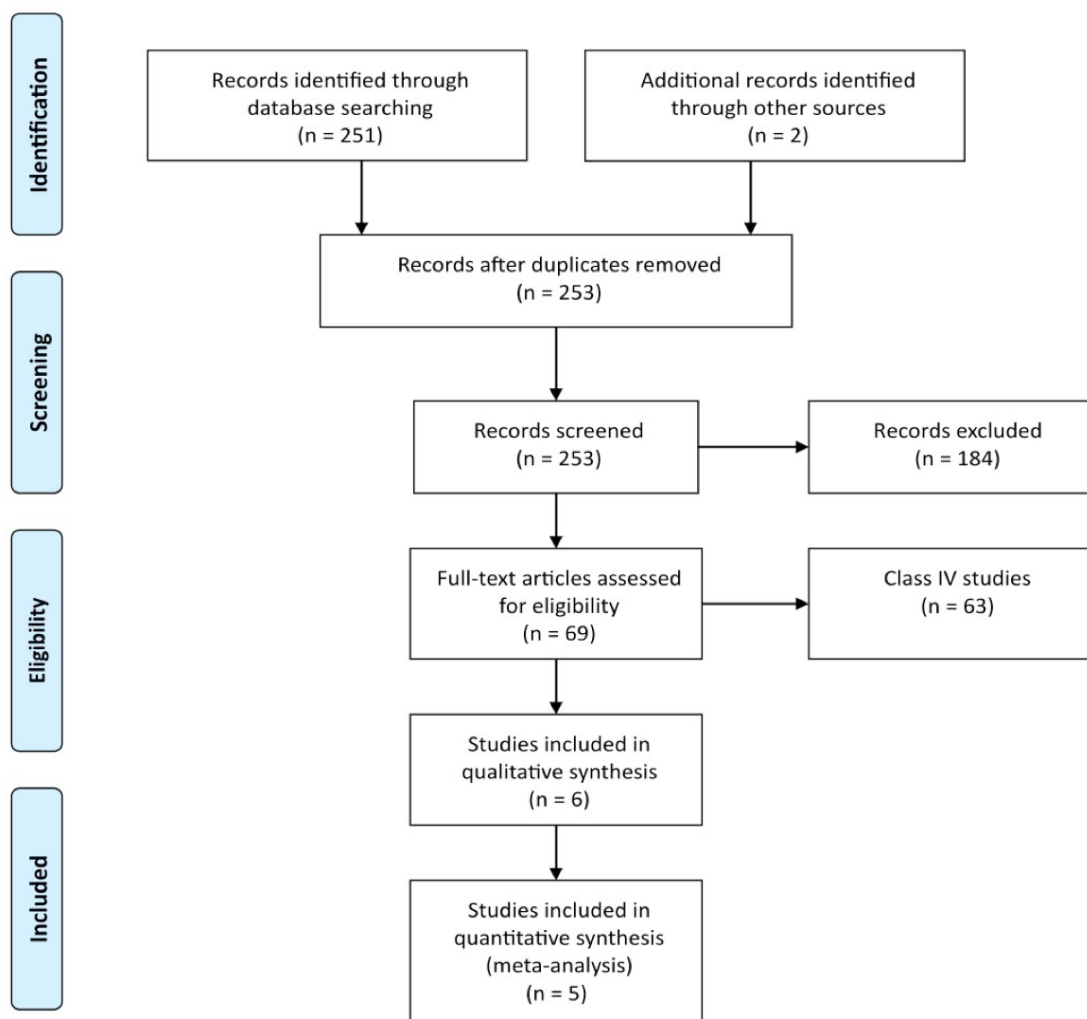 Identification
Records identified through
database searching
(n = 251)
Additional records identified
through other sources
(n = 2)
Records after duplicates removed
(n = 253)
Screening
Records screened
(n = 253)
Records excluded
(n = 184)
Eligibility
Full-text articles assessed
for eligibility
(n = 69)
Class IV studies
(n = 63)
Studies included in
qualitative synthesis
(n = 6)
Included
Studies included in
quantitative synthesis
(meta-analysis)
(n = 5)